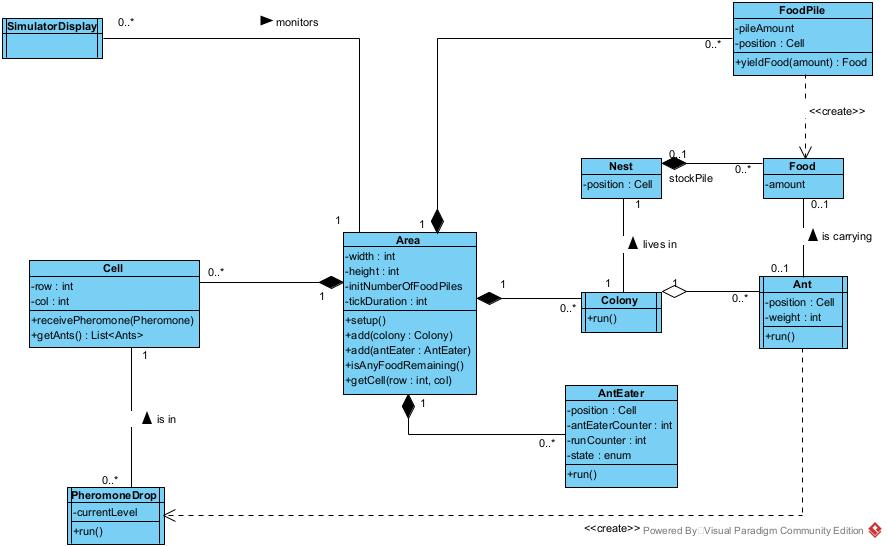 SimulatorDisplay
0..*
monitors
1
FoodPile
-pileAmount
-position : Cell
+yieldFood(amount) : Food
0..*
1
<<create>>
Nest
-position : Cell
0..1
stockPile
0..*
Food
-amount
1
lives in
1
0..1
is carrying
0..1
Area
-width : int
-height : int
-initNumberOfFoodPiles
-tickDuration : int
+setup()
+add(colony : Colony)
+add(antEater : AntEater)
+isAnyFoodRemaining()
+getCell(row : int, col)
Cell
-row : int
-col : int
+receivePheromone(Pheromone)
+getAnts() : List<Ants>
0..*
1
1
0..*
Colony
+run()
1
0..*
Ant
-position : Cell
-weight : int
+run()
1
is in
0..*
1
0..*
AntEater
-position : Cell
-antEaterCounter : int
-runCounter : int
-state : enum
+run()
PheromoneDrop
-currentLevel
+run()
<<create>>
Powered By Visual Paradigm Community Edition